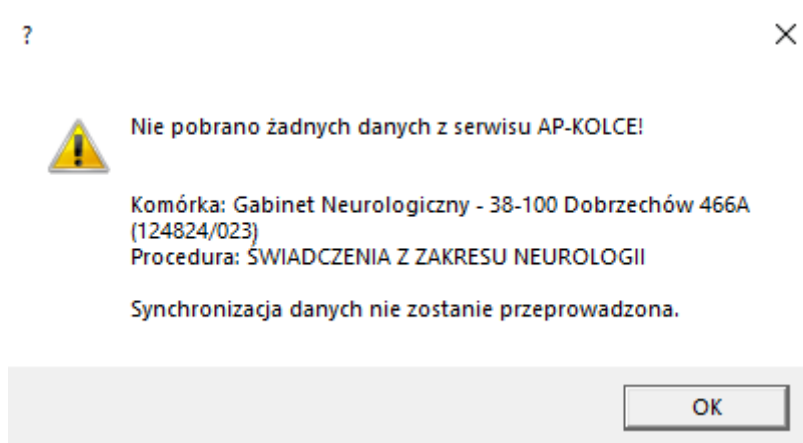 ?
Nie pobrano żadnych danych z serwisu AP-KOLCE!
Komórka: Gabinet Neurologiczny - 38-100 Dobrzechów 466A
(124824/023)
Procedura: ŚWIADCZENIA Z ZAKRESU NEUROLOGII
Synchronizacja danych nie zostanie przeprowadzona.
OK